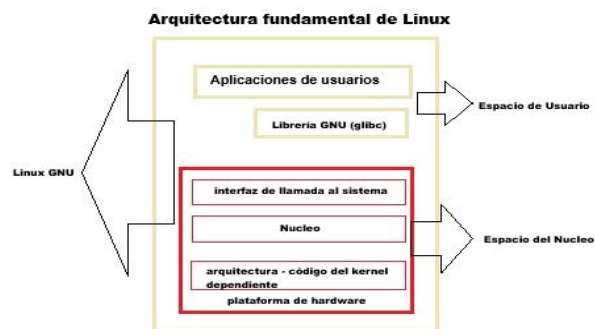 Arquitectura fundamental de Linux
Aplicaciones de usuarios
Espacio de Usuario
Librería GNU (glibc)
Linux GNU
interfaz de llamada al sistema
Nucleo
Espacio del Nucleo
arquitectura - código del kernel
dependiente
plataforma de hardware